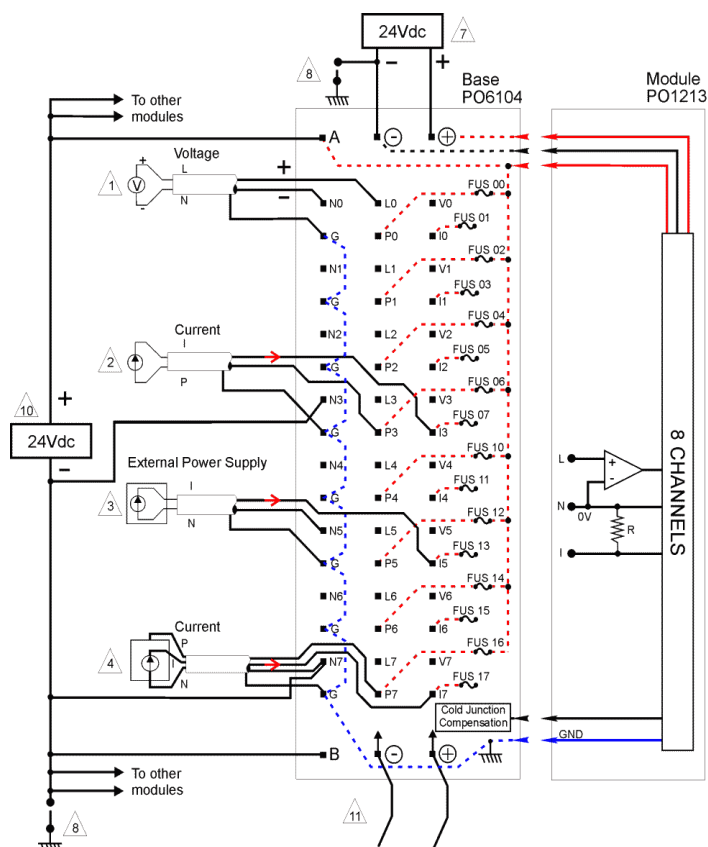 24Vdc
7
8
−
+
Base
PO6104
Module
PO1213
To other
modules
A
−
+
Voltage
1
+
V
-
L
N
+
−
N0 L0 V0 FUS 00
G P0 I0 FUS 01
N1 L1 V1 FUS 02
G P1 I1 FUS 03
N2 L2 V2 FUS 04
G P2 I2 FUS 05
Current
I
2
P
N3 L3 V3 FUS 06
G P3 I3 FUS 07
10
+
24Vdc
−
N4 L4 V4 FUS 10
G P4 I4 FUS 11
External Power Supply
I
3
N
N5 L5 V5 FUS 12
G P5 I5 FUS 13
N6 L6 V6 FUS 14
G P6 I6 FUS 15
Current
P
4
I
N
N7 L7 V7 FUS 16
G P7 I7 FUS 17
Cold Junction
Compensation
B
−
+
GND
To other
modules
8
11
L
+
-
N
0V
R
I
8 CHANNELS